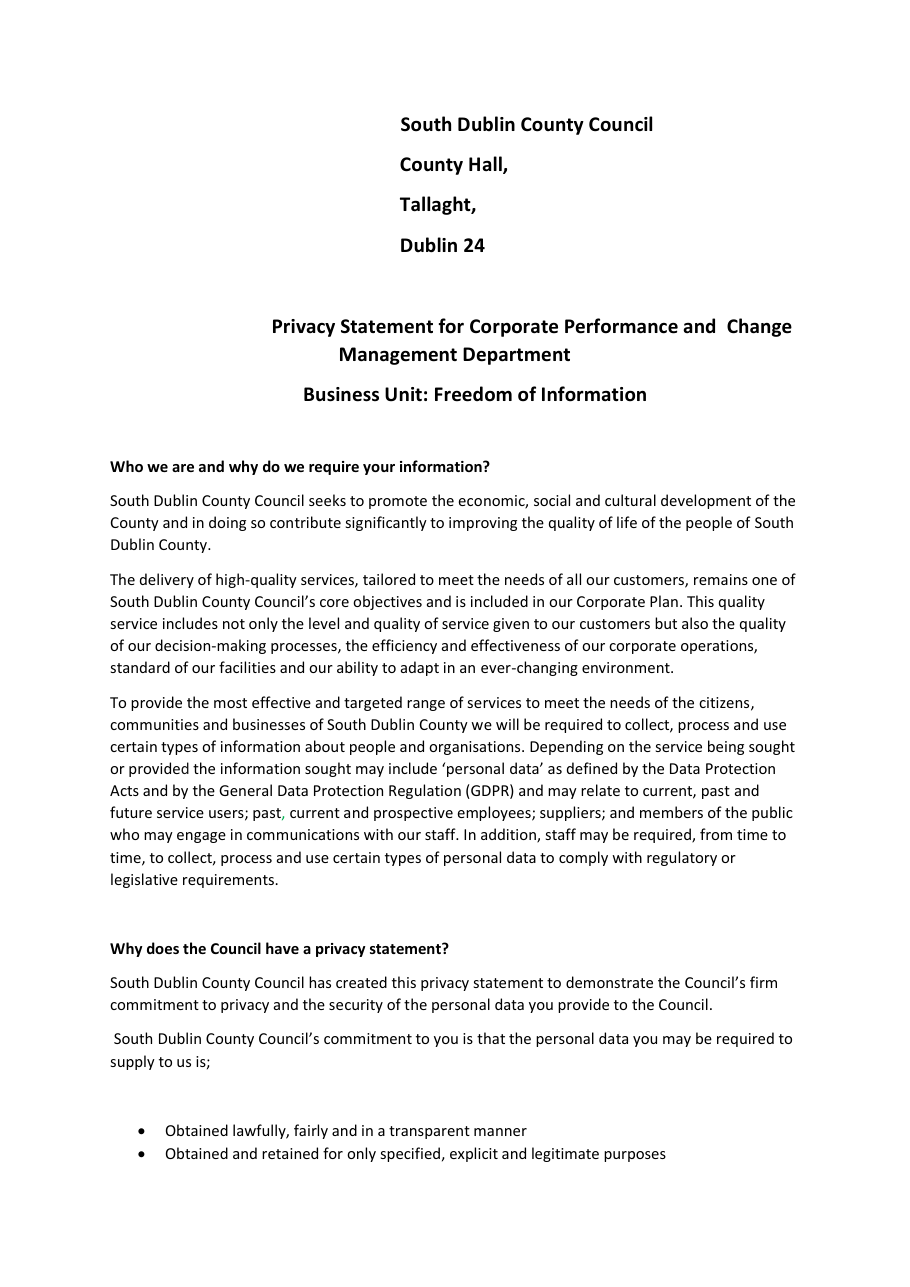 South Dublin County Council
County Hall,
Tallaght,
Dublin 24
Privacy Statement for Corporate Performance and  Change
Management Department
Business Unit: Freedom of Information
Who we are and why do we require your information?
South Dublin County Council seeks to promote the economic, social and cultural development of the
County and in doing so contribute significantly to improving the quality of life of the people of South
Dublin County.
The delivery of high-quality services, tailored to meet the needs of all our customers, remains one of
South Dublin County Council’s core objectives and is included in our Corporate Plan. This quality
service includes not only the level and quality of service given to our customers but also the quality
of our decision-making processes, the efficiency and effectiveness of our corporate operations,
standard of our facilities and our ability to adapt in an ever-changing environment.
To provide the most effective and targeted range of services to meet the needs of the citizens,
communities and businesses of South Dublin County we will be required to collect, process and use
certain types of information about people and organisations. Depending on the service being sought
or provided the information sought may include ‘personal data’ as defined by the Data Protection
Acts and by the General Data Protection Regulation (GDPR) and may relate to current, past and
future service users; past, current and prospective employees; suppliers; and members of the public
who may engage in communications with our staff. In addition, staff may be required, from time to
time, to collect, process and use certain types of personal data to comply with regulatory or
legislative requirements.
Why does the Council have a privacy statement?
South Dublin County Council has created this privacy statement to demonstrate the Council’s firm
commitment to privacy and the security of the personal data you provide to the Council.
South Dublin County Council’s commitment to you is that the personal data you may be required to
supply to us is;
• Obtained lawfully, fairly and in a transparent manner
• Obtained and retained for only specified, explicit and legitimate purposes